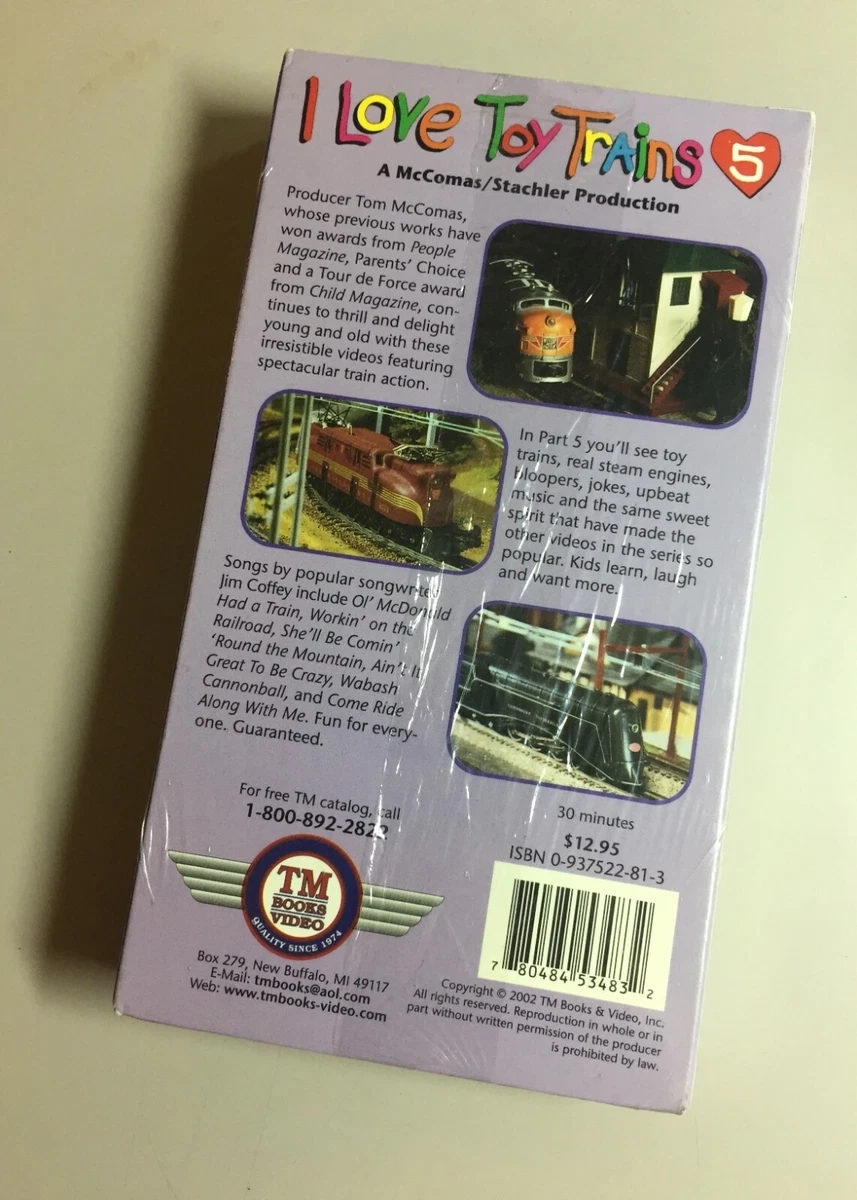 I Love Toy Trains 5
A McComas/Stachler Production
Producer Tom McComas,
whose previous works have
won awards from People
Magazine, Parents' Choice
and a Tour de Force award
from Child Magazine, con-
tinues to thrill and delight
young and old with these
irresistible videos featuring
spectacular train action.
In Part 5 you'll see toy
trains, real steam engines,
bloopers, jokes, upbeat
music and the same sweet
spirit that have made the
other videos in the series so
popular. Kids learn, laugh
and want more.
Songs by popular songwriter
Jim Coffey include Ol' McDonald
Had a Train, Workin' on the
Railroad, She'll Be Comin'
'Round the Mountain, Ain't It
Great To Be Crazy, Wabash
Cannonball, and Come Ride
Along With Me. Fun for every-
one. Guaranteed.
For free TM catalog, call
1-800-892-2822
TM
BOOKS
VIDEO
QUALITY SINCE 1974
Box 279, New Buffalo, MI 49117
E-Mail: tmbooks@aol.com
Web: www.tmbooks-video.com
30 minutes
$12.95
ISBN 0-937522-81-3
7 80484 53483 2
Copyright © 2002 TM Books & Video, Inc.
All rights reserved. Reproduction in whole or in
part without written permission of the producer
is prohibited by law.